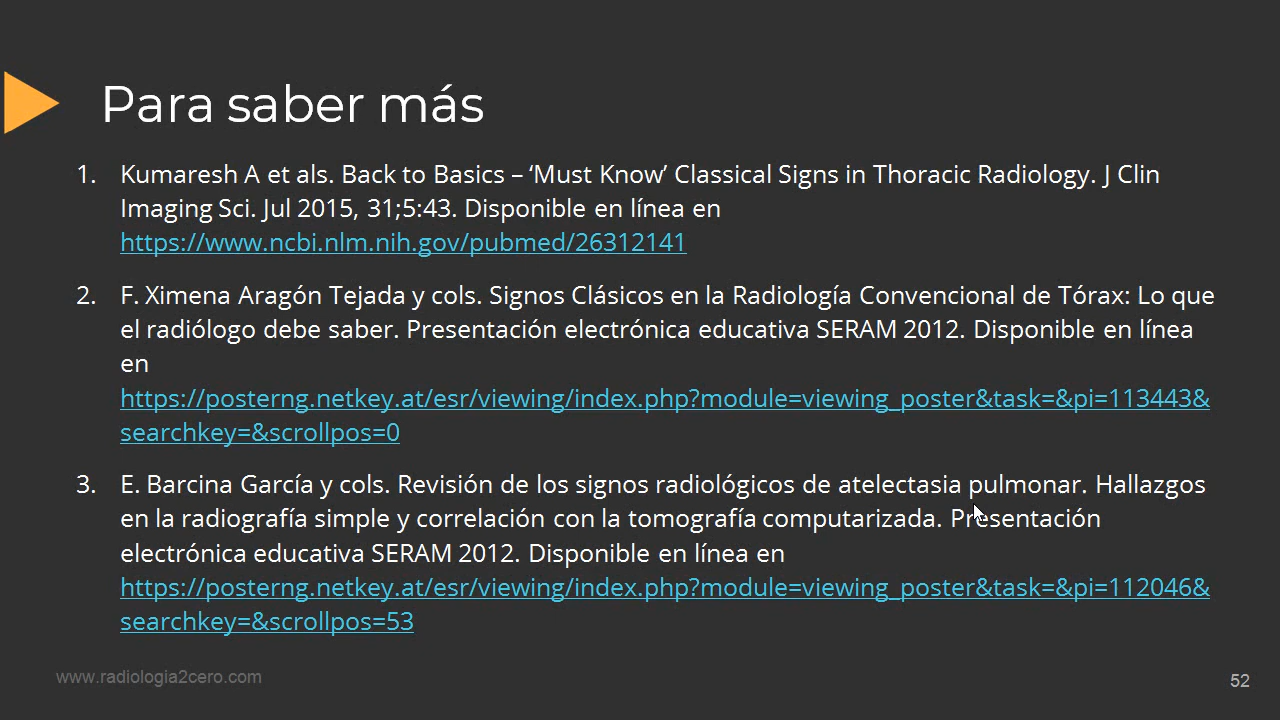 Para saber más
1. Kumaresh A et als. Back to Basics – ‘Must Know’ Classical Signs in Thoracic Radiology. J Clin
Imaging Sci. Jul 2015, 31;5:43. Disponible en línea en
https://www.ncbi.nlm.nih.gov/pubmed/26312141
2. F. Ximena Aragón Tejada y cols. Signos Clásicos en la Radiología Convencional de Tórax: Lo que
el radiólogo debe saber. Presentación electrónica educativa SERAM 2012. Disponible en línea
en
https://posterng.netkey.at/esr/viewing/index.php?module=viewing_poster&task=&pi=113443&
searchkey=&scrollpos=0
3. E. Barcina García y cols. Revisión de los signos radiológicos de atelectasia pulmonar. Hallazgos
en la radiografía simple y correlación con la tomografía computarizada. Presentación
electrónica educativa SERAM 2012. Disponible en línea en
https://posterng.netkey.at/esr/viewing/index.php?module=viewing_poster&task=&pi=112046&
searchkey=&scrollpos=53
www.radiologia2cero.com
52